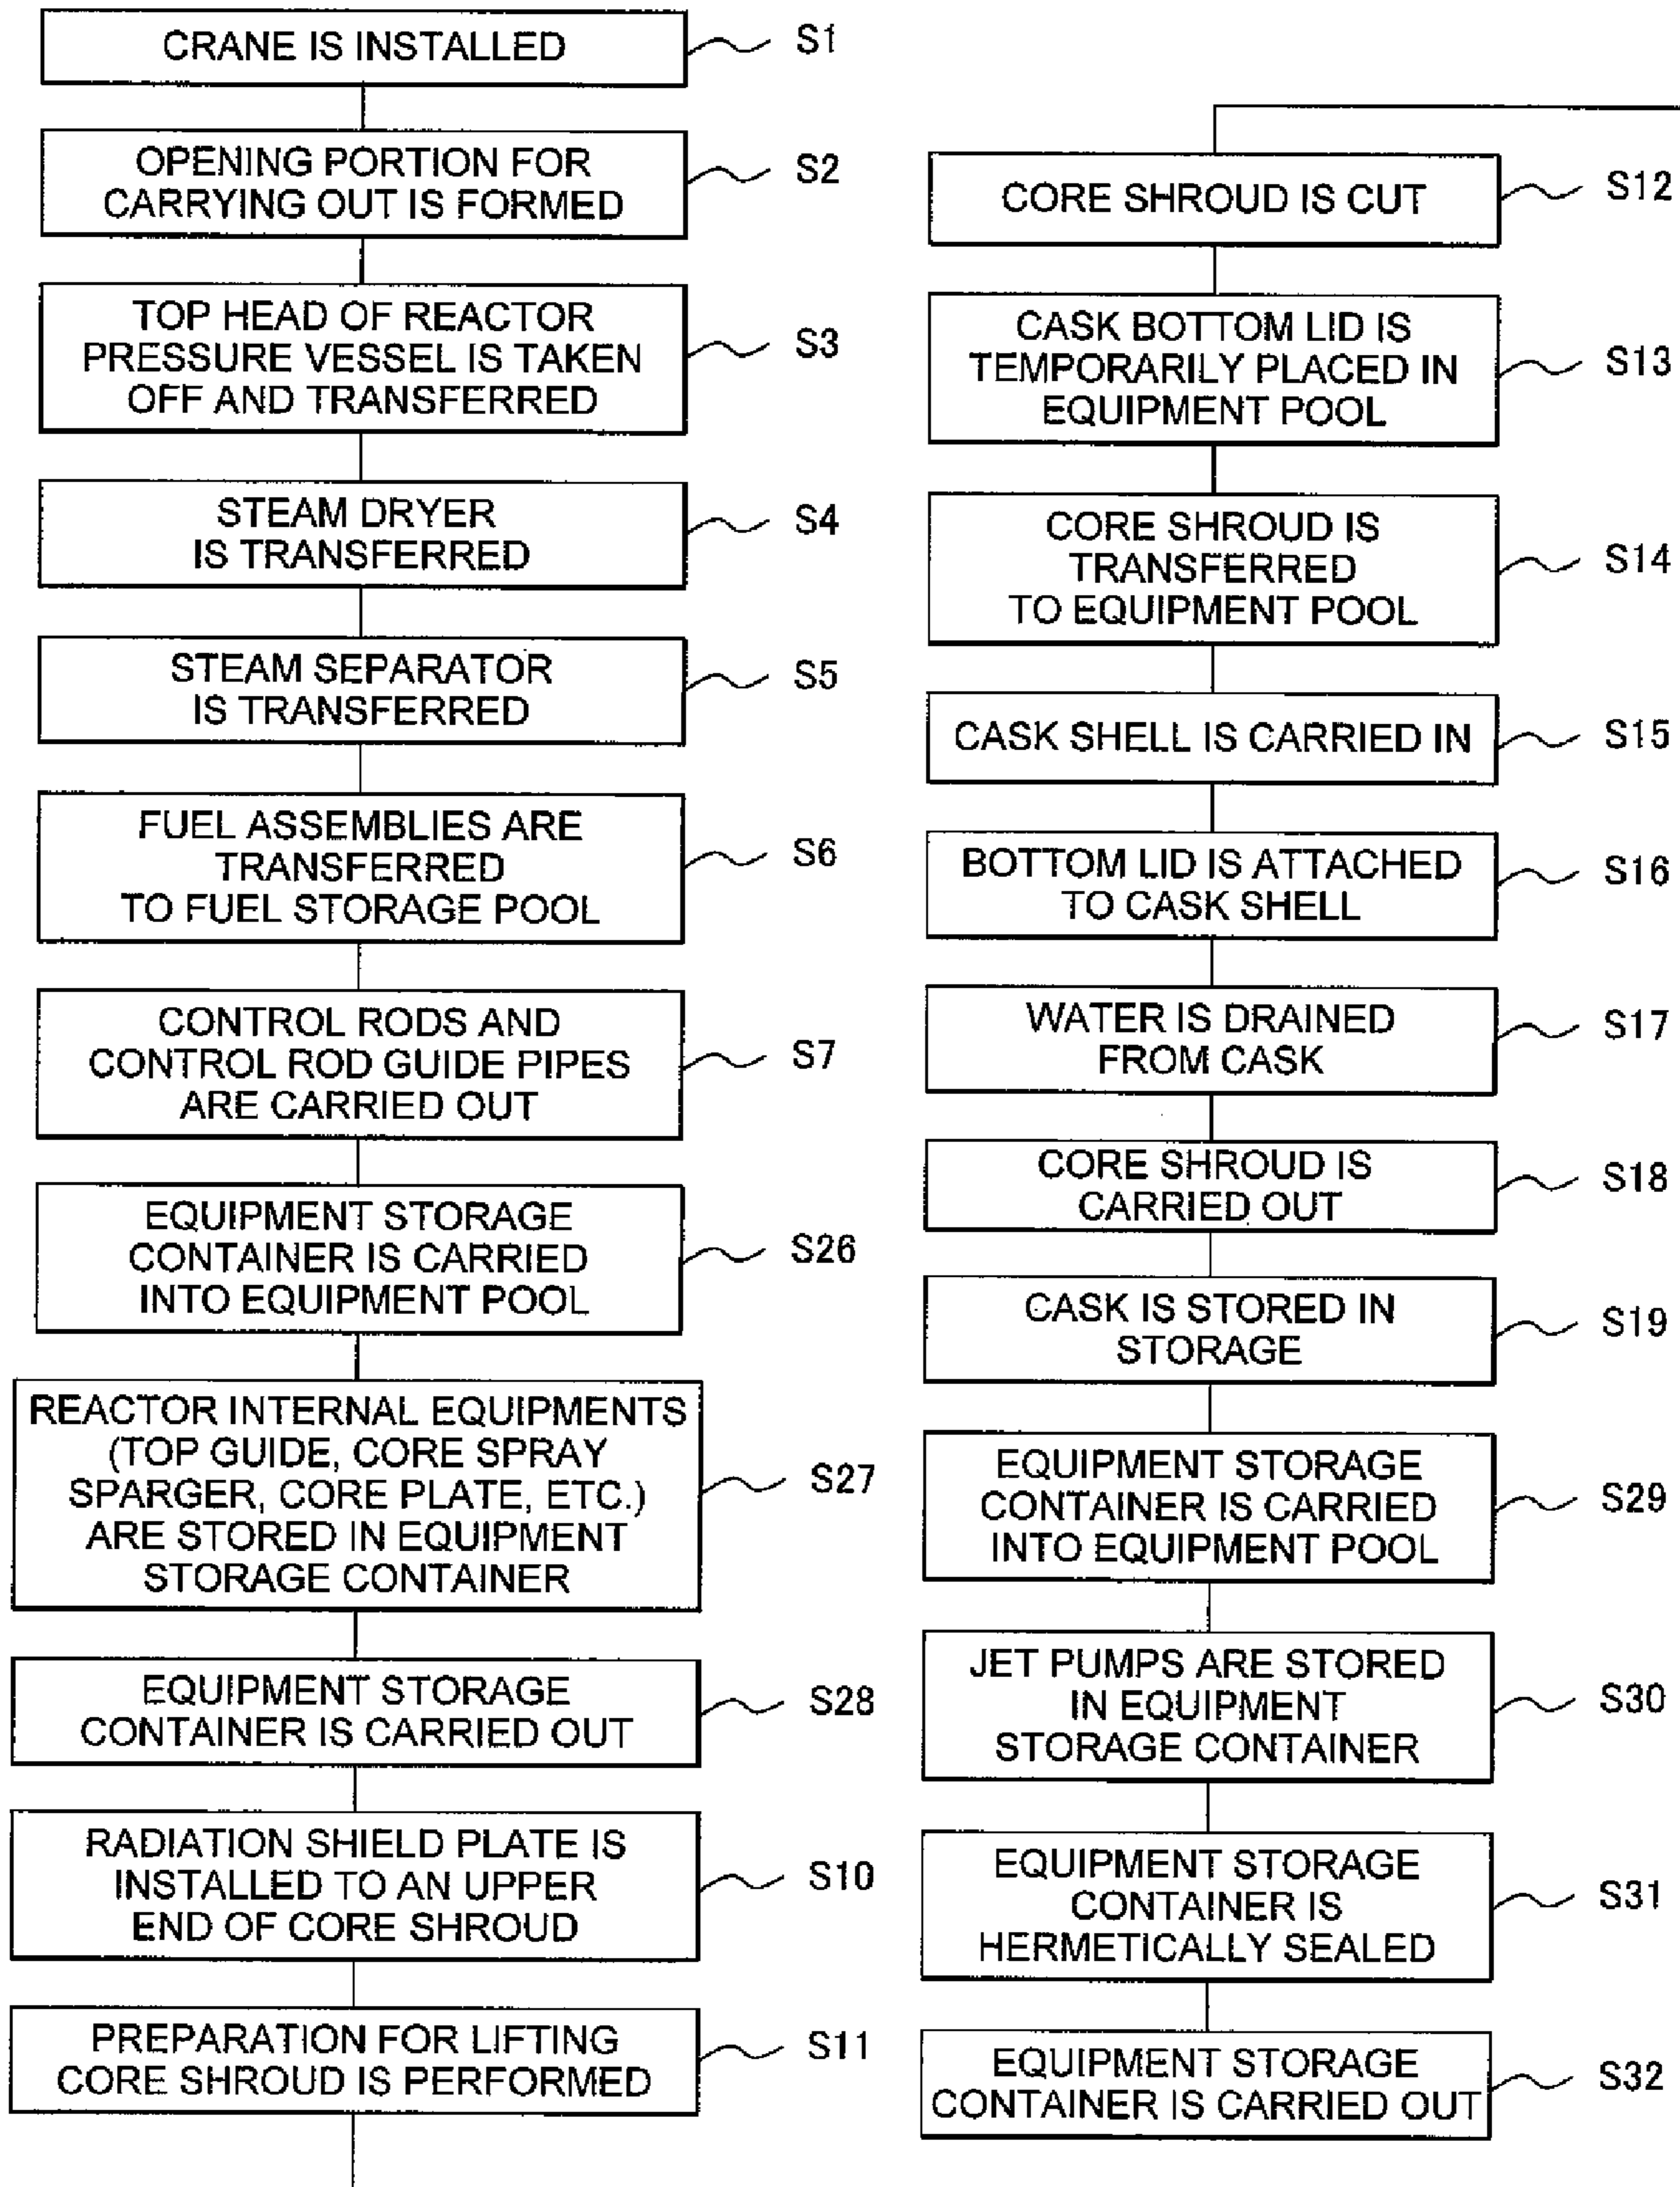 CRANE IS INSTALLED
S1
OPENING PORTION FOR
CARRYING OUT IS FORMED
S2
TOP HEAD OF REACTOR
PRESSURE VESSEL IS TAKEN
OFF AND TRANSFERRED
S3
STEAM DRYER
IS TRANSFERRED
S4
STEAM SEPARATOR
IS TRANSFERRED
S5
FUEL ASSEMBLIES ARE
TRANSFERRED
TO FUEL STORAGE POOL
S6
CONTROL RODS AND
CONTROL ROD GUIDE PIPES
ARE CARRIED OUT
S7
EQUIPMENT STORAGE
CONTAINER IS CARRIED
INTO EQUIPMENT POOL
S26
REACTOR INTERNAL EQUIPMENTS
(TOP GUIDE, CORE SPRAY
SPARGER, CORE PLATE, ETC.)
ARE STORED IN EQUIPMENT
STORAGE CONTAINER
S27
EQUIPMENT STORAGE
CONTAINER IS CARRIED OUT
S28
RADIATION SHIELD PLATE IS
INSTALLED TO AN UPPER
END OF CORE SHROUD
S10
PREPARATION FOR LIFTING
CORE SHROUD IS PERFORMED
S11
CORE SHROUD IS CUT
S12
CASK BOTTOM LID IS
TEMPORARILY PLACED IN
EQUIPMENT POOL
S13
CORE SHROUD IS
TRANSFERRED
TO EQUIPMENT POOL
S14
CASK SHELL IS CARRIED IN
S15
BOTTOM LID IS ATTACHED
TO CASK SHELL
S16
WATER IS DRAINED
FROM CASK
S17
CORE SHROUD IS
CARRIED OUT
S18
CASK IS STORED IN
STORAGE
S19
EQUIPMENT STORAGE
CONTAINER IS CARRIED
INTO EQUIPMENT POOL
S29
JET PUMPS ARE STORED
IN EQUIPMENT
STORAGE CONTAINER
S30
EQUIPMENT STORAGE
CONTAINER IS
HERMETICALLY SEALED
S31
EQUIPMENT STORAGE
CONTAINER IS CARRIED OUT
S32